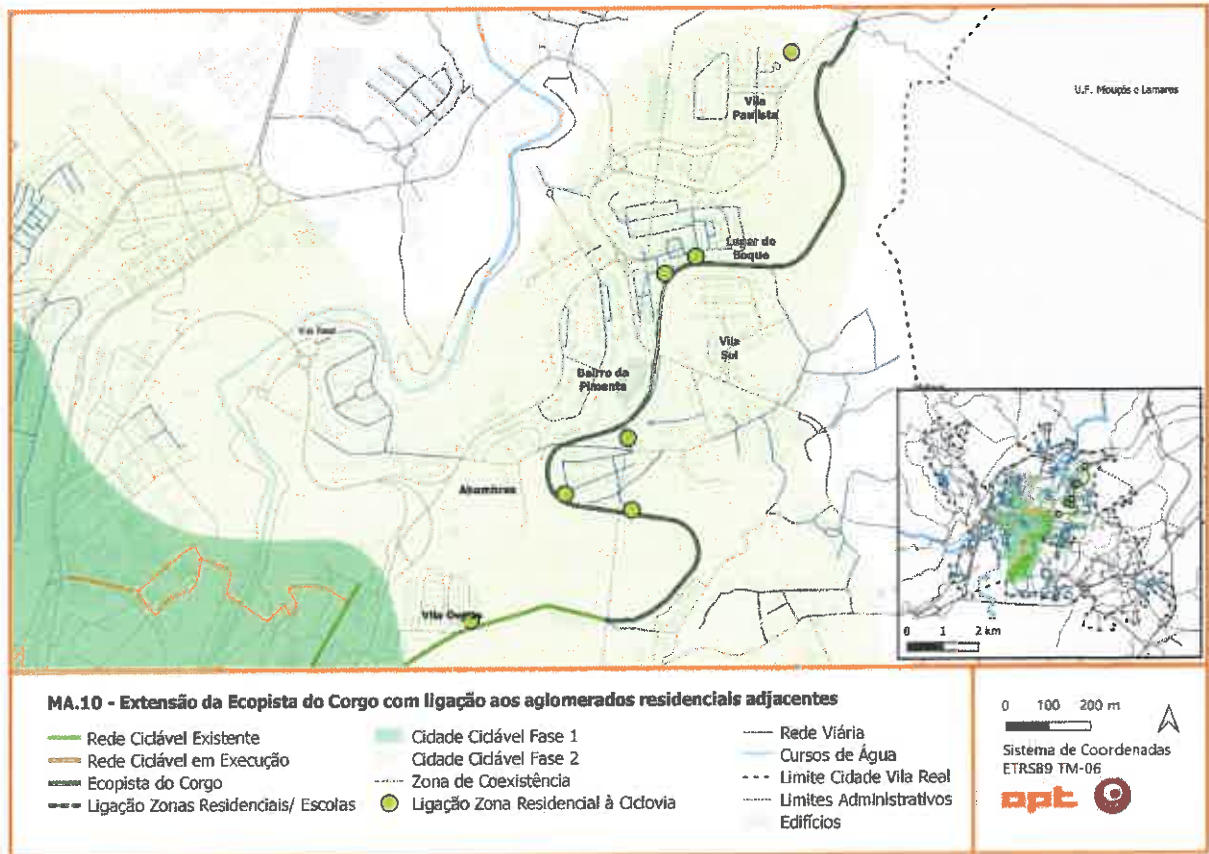 U.F. Mouçós e Lamares
Vila
Paulista
Lugar do
Boque
Vila
Sul
Bairro da
Pimenta
0 1 2 km
MA.10 - Extensão da Ecopista do Corgo com ligação aos aglomerados residenciais adjacentes
Rede Ciclável Existente
Rede Ciclável em Execução
Ecopista do Corgo
Ligação Zonas Residenciais/ Escolas
Cidade Ciclável Fase 1
Cidade Ciclável Fase 2
Zona de Coexistência
Ligação Zona Residencial à Ciclovia
Rede Viária
Cursos de Água
Limite Cidade Vila Real
Limites Administrativos
Edifícios
0 100 200 m
Sistema de Coordenadas
ETRS89 TM-06
opt